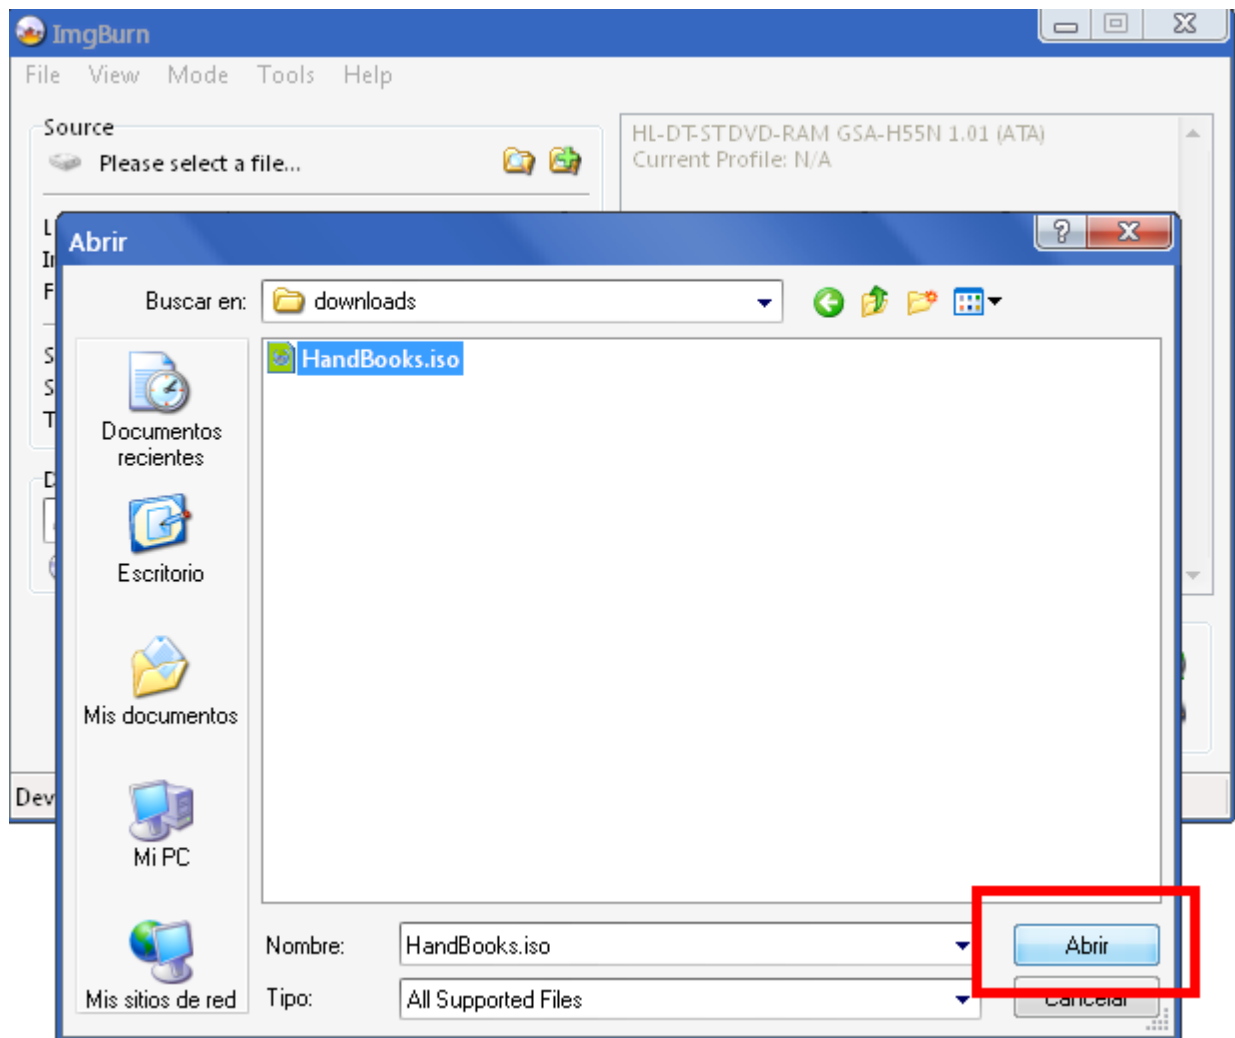 ImgBurn
File View Mode Tools Help
Source
Please select a file...
HL-DT-STDVD-RAM GSA-H55N 1.01 (ATA)
Current Profile: N/A
Abrir
Buscar en:
downloads
HandBooks.iso
Documentos
recientes
Escritorio
Mis documentos
Mi PC
Mis sitios de red
Dev
Nombre:
HandBooks.iso
Abrir
Tipo:
All Supported Files
Cancelar